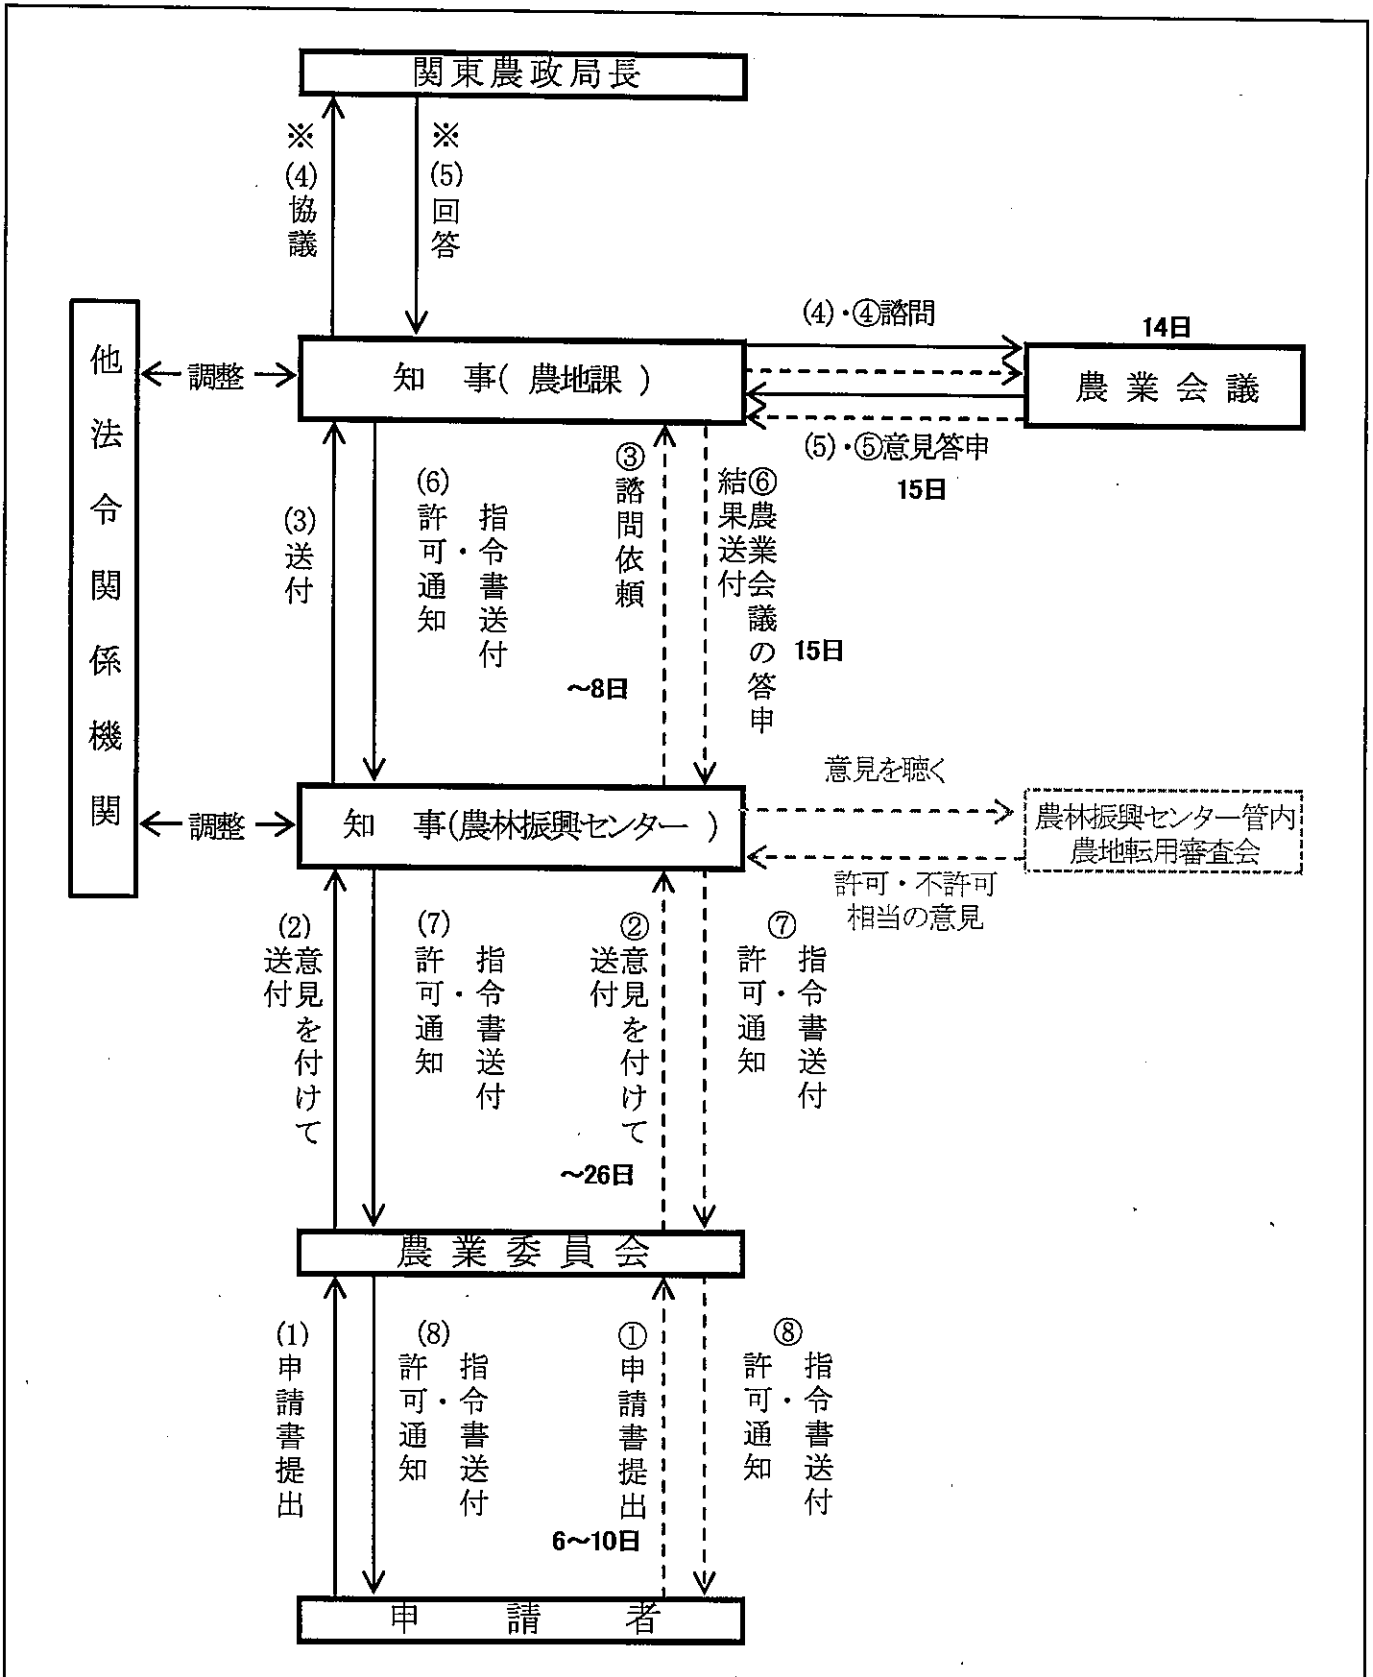 関東農政局長
※(4)協議
※(5)回答
他法令関係機関
調整
知　事(農地課)
(4)・④諮問
14日
農業会議
(5)・⑤意見答申
15日
(3)送付
(6)許可・通知
指令書送付
③諮問依頼
～8日
⑥農業会議の答申
結果送付
15日
調整
知　事(農林振興センター)
意見を聴く
農林振興センター管内
農地転用審査会
許可・不許可
相当の意見
(2)意見を付けて
送付
(7)許可・通知
指令書送付
②意見を付けて
送付
～26日
⑦許可・通知
指令書送付
農業委員会
(1)申請書提出
(8)許可・通知
指令書送付
①申請書提出
6～10日
⑧許可・通知
指令書送付
申請者